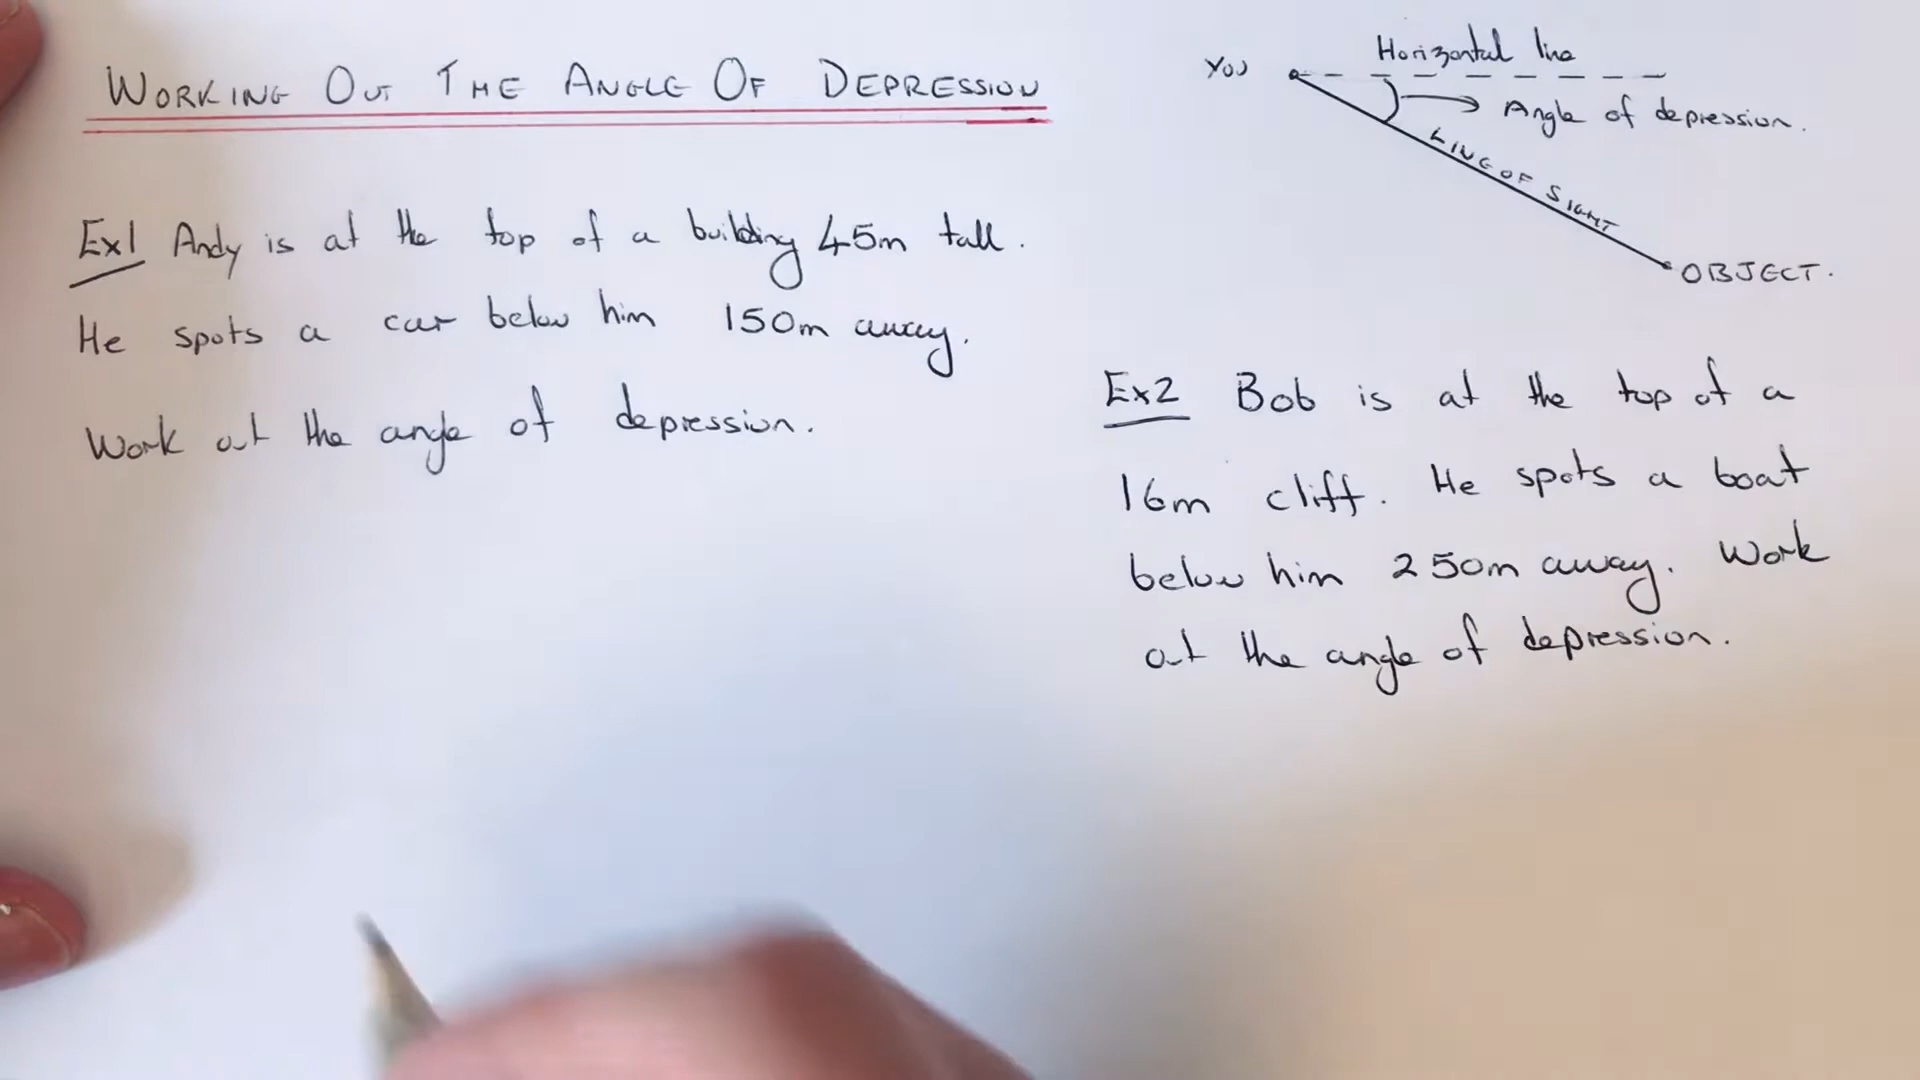 WORKING OUT THE ANGLE OF DEPRESSION
Ex1 Andy is at the top of a building 45m tall.
He spots a car below him 150m away.
Work out the angle of depression.
YOU
Horizontal line
Angle of depression.
LINE OF SIGHT
OBJECT.
Ex2 Bob is at the top of a
16m cliff. He spots a boat
below him 250m away. Work
out the angle of depression.